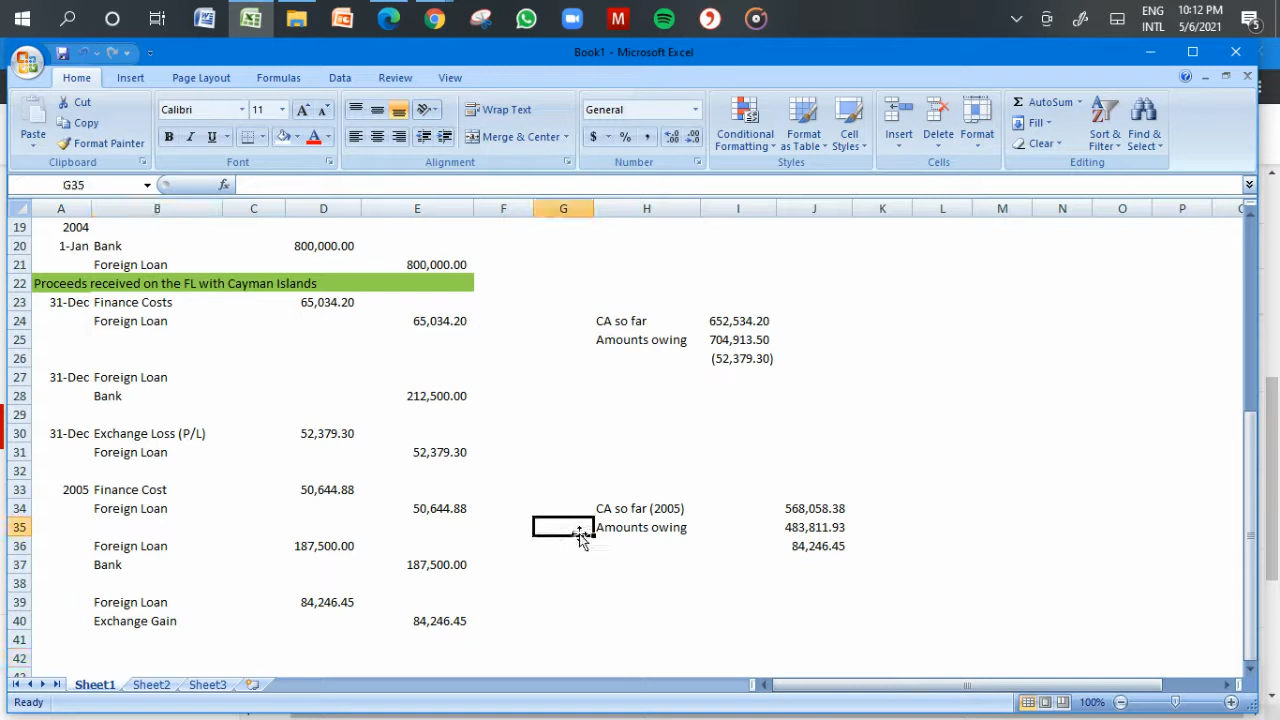 ENG 10:12 PM
INTL 5/6/2021 5
Book1 - Microsoft Excel
Home Insert Page Layout Formulas Data Review View
Cut Calibri 11 Wrap Text General AutoSum
Paste Copy Conditional Format Cell Insert Delete Format Fill Sort & Find &
Format Painter Merge & Center Formatting as Table Styles Clear Filter Select
Clipboard Font Alignment Number Styles Cells Editing
G35 fx
A B C D E F G H I J K L M N O P
19 2004
20 1-Jan Bank 800,000.00
21 Foreign Loan 800,000.00
22 Proceeds received on the FL with Cayman Islands
23 31-Dec Finance Costs 65,034.20
24 Foreign Loan 65,034.20 CA so far 652,534.20
25 Amounts owing 704,913.50
26 (52,379.30)
27 31-Dec Foreign Loan
28 Bank 212,500.00
29
30 31-Dec Exchange Loss (P/L) 52,379.30
31 Foreign Loan 52,379.30
32
33 2005 Finance Cost 50,644.88
34 Foreign Loan 50,644.88 CA so far (2005) 568,058.38
35 Amounts owing 483,811.93
36 Foreign Loan 187,500.00 84,246.45
37 Bank 187,500.00
38
39 Foreign Loan 84,246.45
40 Exchange Gain 84,246.45
41
42
Sheet1 Sheet2 Sheet3
Ready 100%